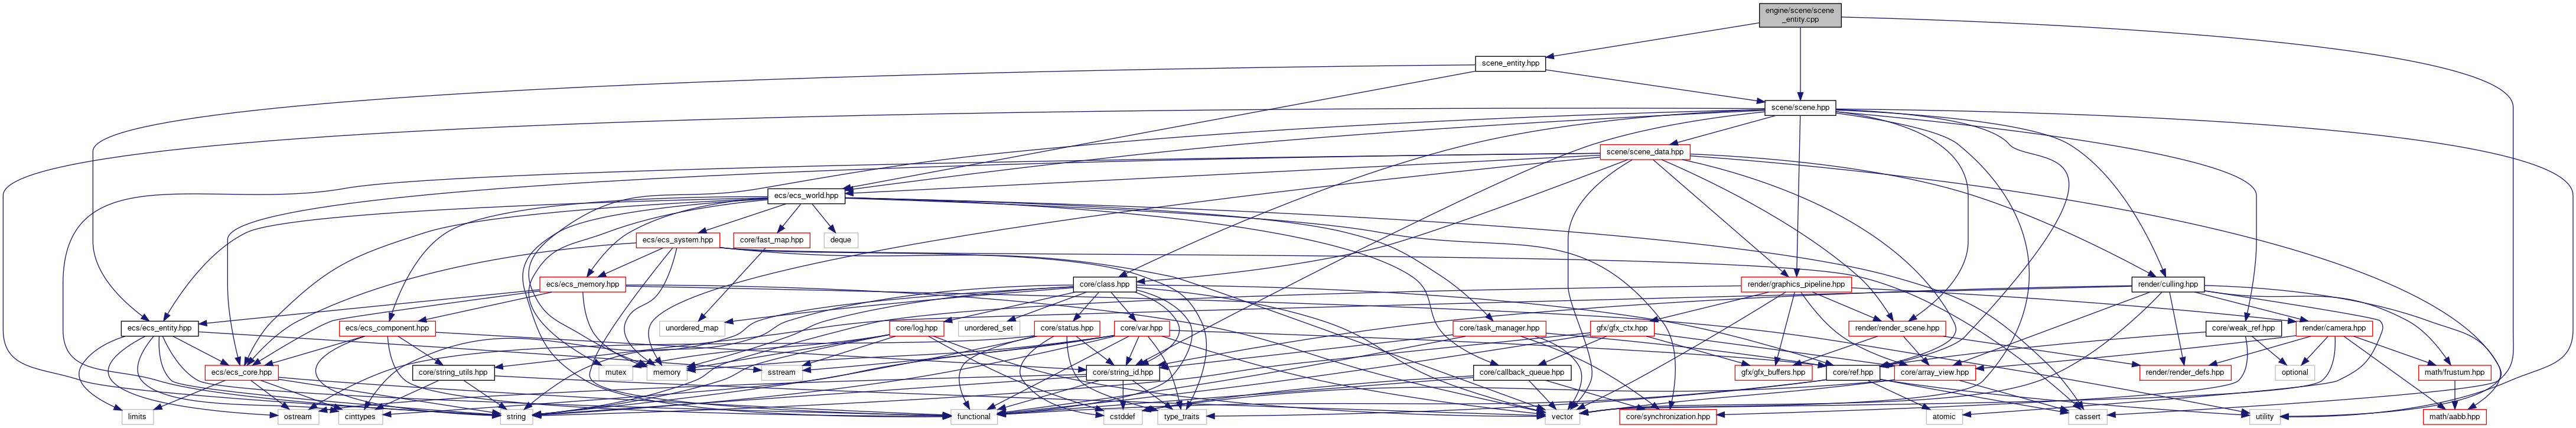 engine/scene/scene
_entity.cpp
scene_entity.hpp
scene/scene.hpp
scene/scene_data.hpp
ecs/ecs_world.hpp
ecs/ecs_system.hpp
core/fast_map.hpp
deque
ecs/ecs_memory.hpp
core/class.hpp
render/graphics_pipeline.hpp
render/culling.hpp
ecs/ecs_entity.hpp
ecs/ecs_component.hpp
unordered_map
core/log.hpp
unordered_set
core/status.hpp
core/var.hpp
core/task_manager.hpp
gfx/gfx_ctx.hpp
render/render_scene.hpp
core/weak_ref.hpp
render/camera.hpp
ecs/ecs_core.hpp
core/string_utils.hpp
mutex
memory
sstream
core/string_id.hpp
core/callback_queue.hpp
gfx/gfx_buffers.hpp
core/ref.hpp
core/array_view.hpp
render/render_defs.hpp
optional
math/frustum.hpp
limits
ostream
cinttypes
string
functional
cstddef
type_traits
vector
core/synchronization.hpp
atomic
cassert
utility
math/aabb.hpp